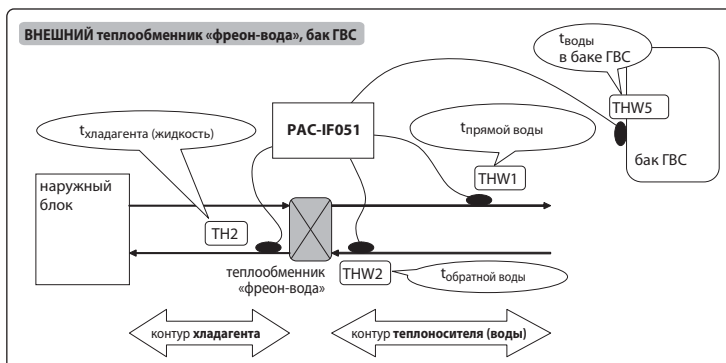 ВНЕШНИЙ теплообменник «фреон-вода», бак ГВС
tводы
в баке ГВС
THW5
бак ГВС
tхладагента (жидкость)
PAC-IF051
tпрямой воды
THW1
наружный
блок
TH2
теплообменник
«фреон-вода»
THW2
tобратной воды
контур хладагента
контур теплоносителя (воды)